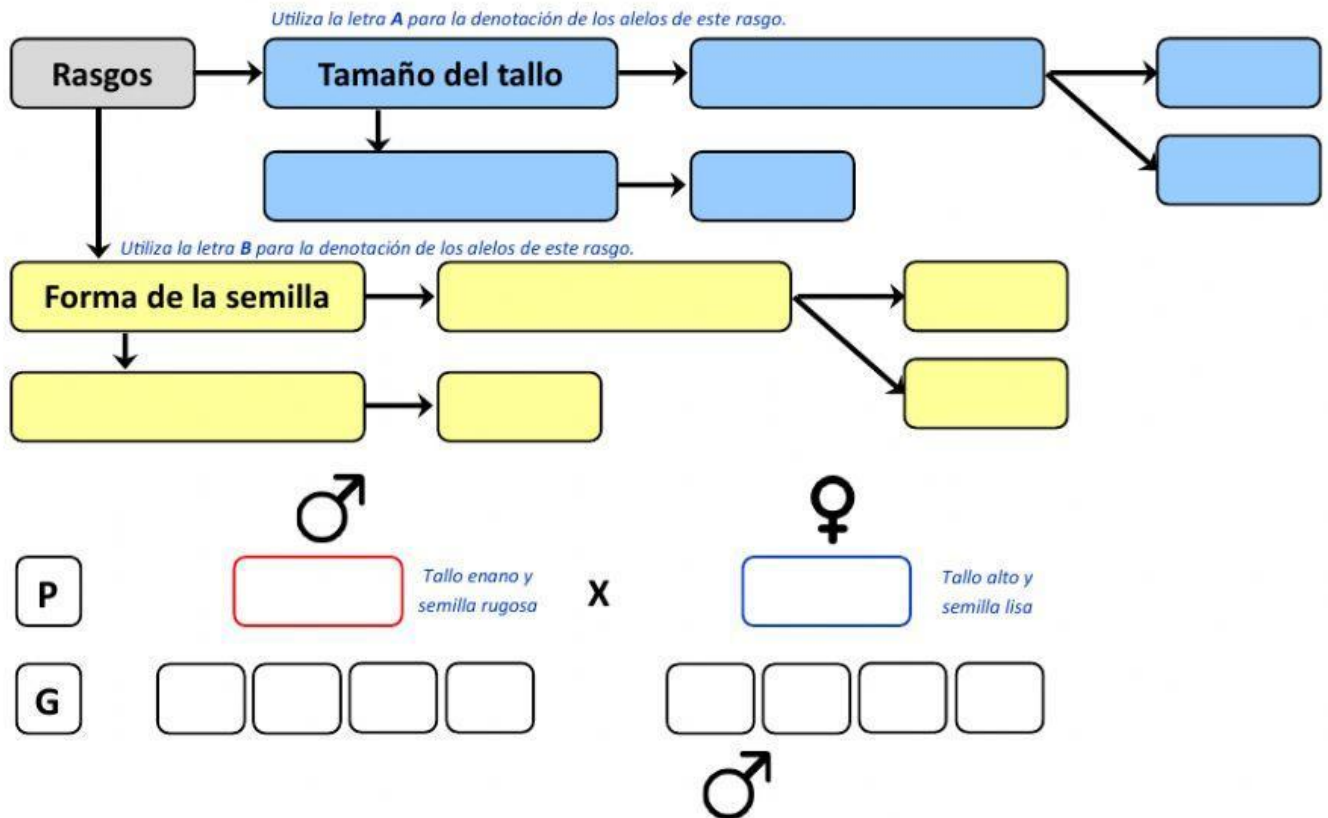 Utiliza la letra A para la denotación de los alelos de este rasgo.
Rasgos
Tamaño del tallo
Utiliza la letra B para la denotación de los alelos de este rasgo.
Forma de la semilla
P
Tallo enano y
semilla rugosa
X
Tallo alto y
semilla lisa
G